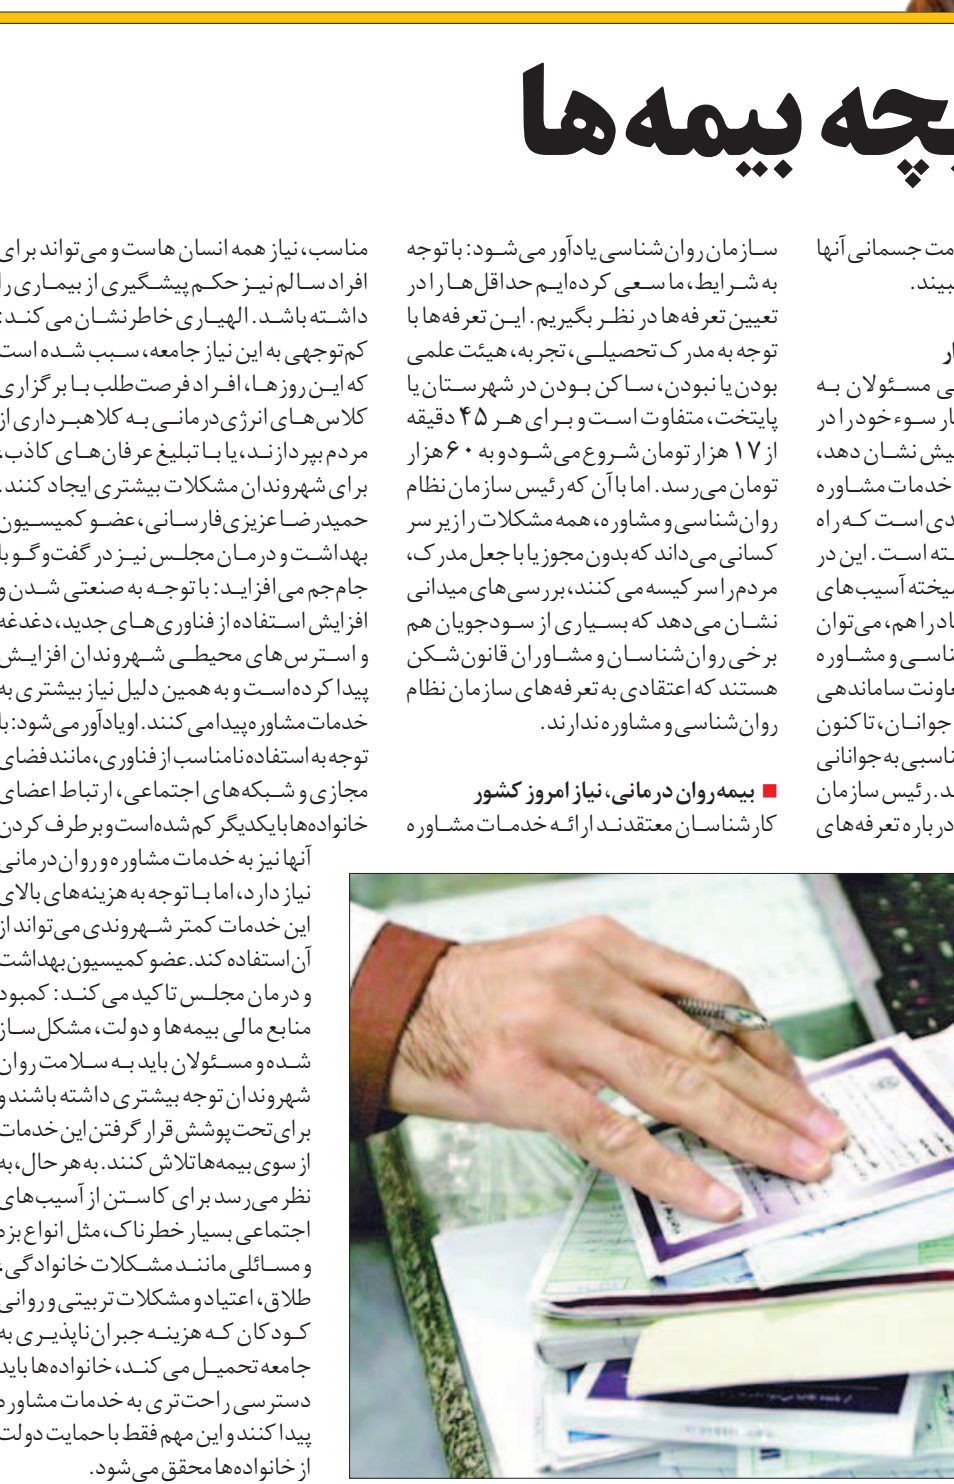 بچه بیمه‌ها
مت جسمانی آنها
ببیند.
ار
ی مسئولان به
ار سوء خود را در
یش نشان دهد،
خدمات مشاوره
دی است که راه
ته است. این در
یخته آسیب‌های
ادراهم، می‌توان
ناسی و مشاوره
عاونت ساماندهی
جوانان، تاکنون
ناسبی به جوانانی
د. رئیس سازمان
درباره تعرفه‌های
سازمان روان‌شناسی یادآور می‌شود: با توجه
به شرایط، ما سعی کرده‌ایم حداقل‌ها را در
تعیین تعرفه‌ها در نظر بگیریم. این تعرفه‌ها با
توجه به مدرک تحصیلی، تجربه، هیئت علمی
بودن یا نبودن، ساکن بودن در شهرستان یا
پایتخت، متفاوت است و برای هر ۴۵ دقیقه
از ۱۷ هزار تومان شروع می‌شود و به ۶۰ هزار
تومان می‌رسد. اما با آن که رئیس سازمان نظام
روان‌شناسی و مشاوره، همه مشکلات را زیر سر
کسانی می‌داند که بدون مجوز یا با جعل مدرک،
مردم را سر کیسه می‌کنند، بررسی‌های میدانی
نشان می‌دهد که بسیاری از سودجویان هم
برخی روان‌شناسان و مشاوران قانون‌شکن
هستند که اعتقادی به تعرفه‌های سازمان نظام
روان‌شناسی و مشاوره ندارند.
■ بیمه روان درمانی، نیاز امروز کشور
کارشناسان معتقدند ارائه خدمات مشاوره
مناسب، نیاز همه انسان هاست و می‌تواند برای
افراد سالم نیز حکم پیشگیری از بیماری را
داشته باشد. الهیاری خاطرنشان می‌کند:
کم‌توجهی به این نیاز جامعه، سبب شده است
که این روزها، افراد فرصت‌طلب با برگزاری
کلاس‌های انرژی‌درمانی به کلاهبرداری از
مردم بپردازند، یا با تبلیغ عرفان‌های کاذب،
برای شهروندان مشکلات بیشتری ایجاد کنند.
حمیدرضا عزیزی فارسانی، عضو کمیسیون
بهداشت و درمان مجلس نیز در گفت‌وگو با
جام‌جم می‌افزاید: با توجه به صنعتی شدن و
افزایش استفاده از فناوری‌های جدید، دغدغه
و استرس‌های محیطی شهروندان افزایش
پیدا کرده است و به همین دلیل نیاز بیشتری به
خدمات مشاوره پیدا می‌کنند. او یادآور می‌شود: با
توجه به استفاده نامناسب از فناوری، مانند فضای
مجازی و شبکه‌های اجتماعی، ارتباط اعضای
خانواده‌ها با یکدیگر کم شده است و برطرف کردن
آنها نیز به خدمات مشاوره و روان درمانی
نیاز دارد، اما با توجه به هزینه‌های بالای
این خدمات کمتر شهروندی می‌تواند از
آن استفاده کند. عضو کمیسیون بهداشت
و درمان مجلس تاکید می‌کند: کمبود
منابع مالی بیمه‌ها و دولت، مشکل ساز
شده و مسئولان باید به سلامت روان
شهروندان توجه بیشتری داشته باشند و
برای تحت پوشش قرار گرفتن این خدمات
از سوی بیمه‌ها تلاش کنند. به هر حال، به
نظر می‌رسد برای کاستن از آسیب‌های
اجتماعی بسیار خطرناک، مثل انواع بزه
و مسائلی مانند مشکلات خانوادگی،
طلاق، اعتیاد و مشکلات تربیتی و روانی
کودکان که هزینه جبران‌ناپذیری به
جامعه تحمیل می‌کند، خانواده‌ها باید
دسترسی راحت‌تری به خدمات مشاوره
پیدا کنند و این مهم فقط با حمایت دولت
از خانواده‌ها محقق می‌شود.